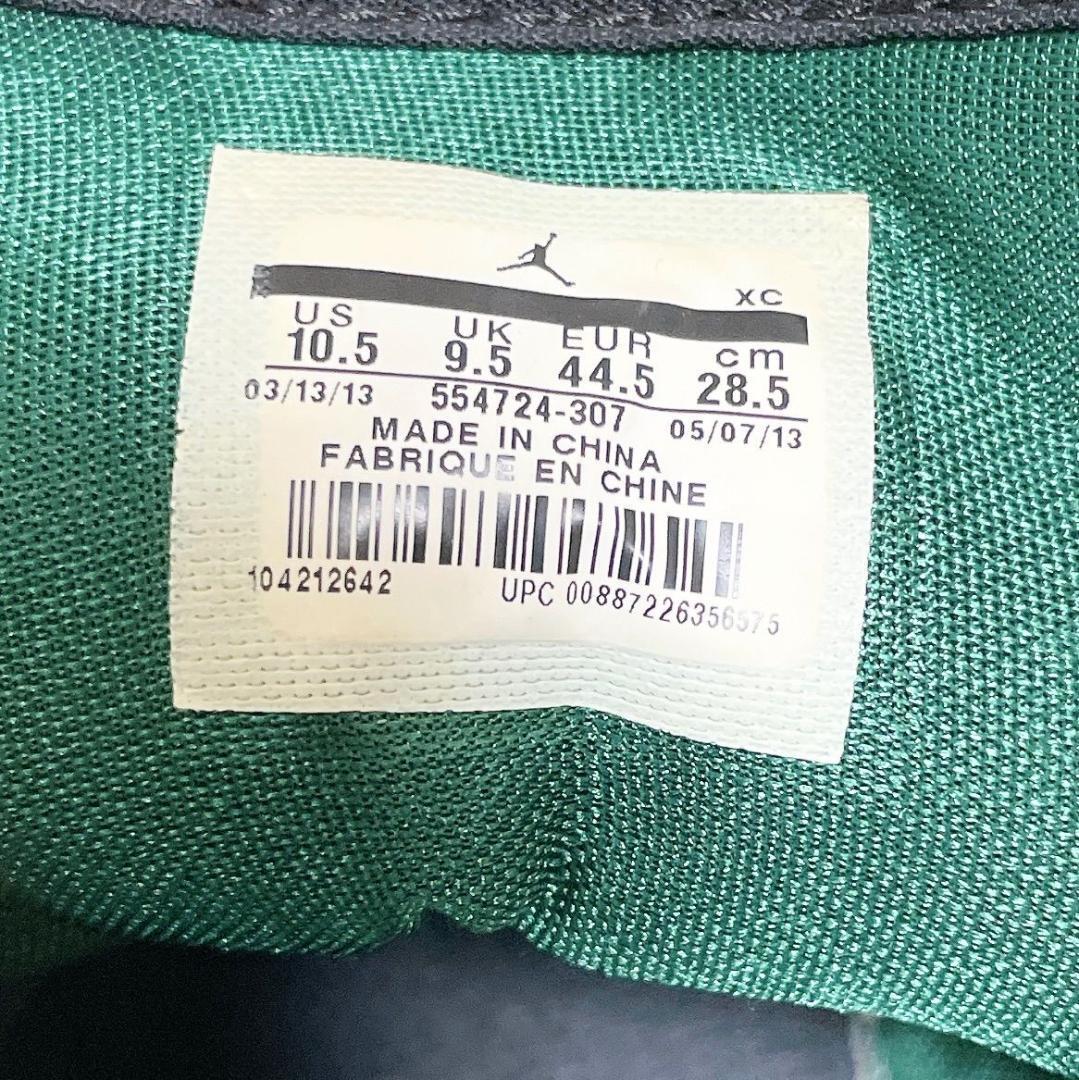 XC
US UK EUR cm
10.5 9.5 44.5 28.5
03/13/13 554724-307 05/07/13
MADE IN CHINA
FABRIQUE EN CHINE
104212642 UPC 00887226356575